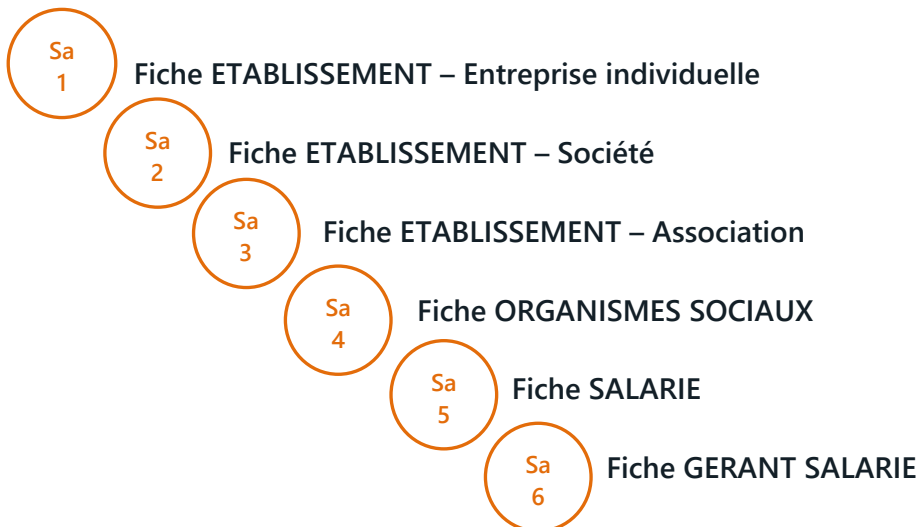 Sa
1
Fiche ETABLISSEMENT – Entreprise individuelle
Sa
2
Fiche ETABLISSEMENT – Société
Sa
3
Fiche ETABLISSEMENT – Association
Sa
4
Fiche ORGANISMES SOCIAUX
Sa
5
Fiche SALARIE
Sa
6
Fiche GERANT SALARIE